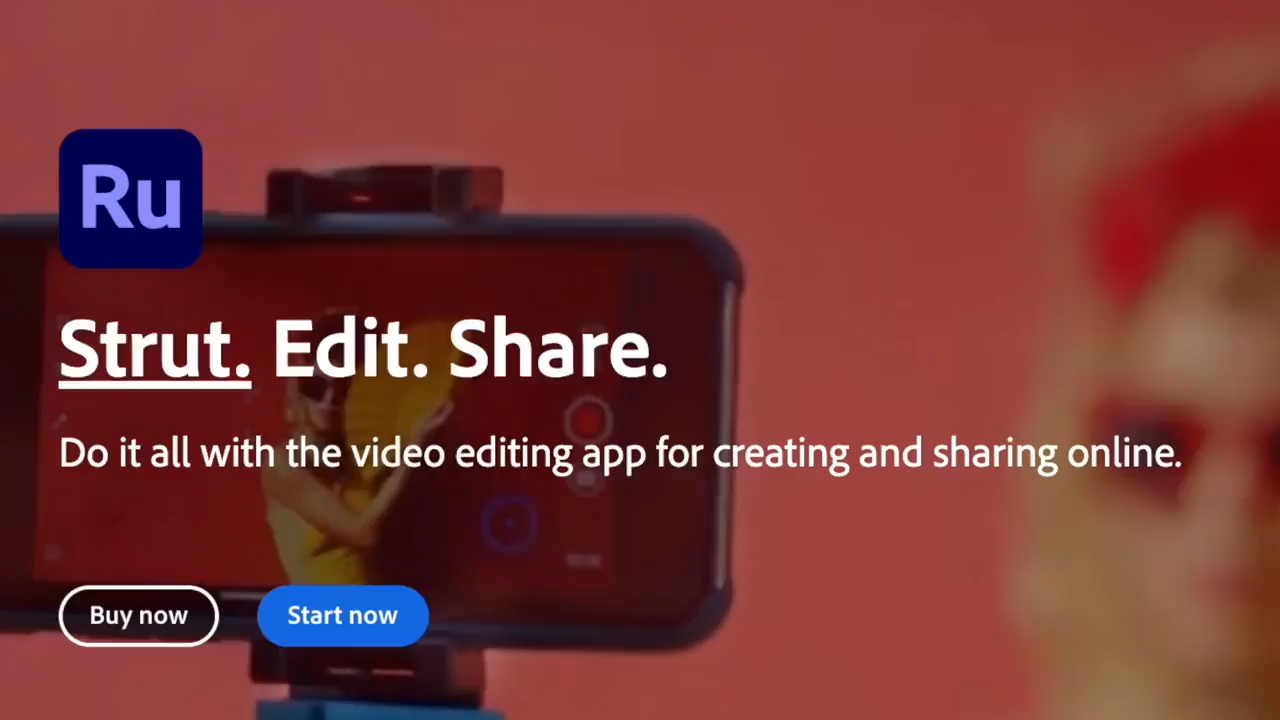 Ru
Strut. Edit. Share.
Do it all with the video editing app for creating and sharing online.
Buy now
Start now